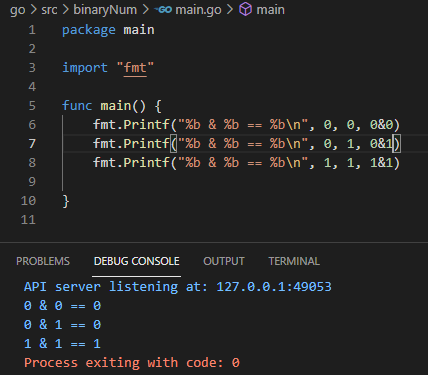 go > src > binaryNum > GO main.go > main
1 package main
2
3 import "fmt"
4
5 func main() {
6 fmt.Printf("%b & %b == %b\n", 0, 0, 0&0)
7 fmt.Printf("%b & %b == %b\n", 0, 1, 0&1)
8 fmt.Printf("%b & %b == %b\n", 1, 1, 1&1)
9
10 }
11
PROBLEMS DEBUG CONSOLE OUTPUT TERMINAL
API server listening at: 127.0.0.1:49053
0 & 0 == 0
0 & 1 == 0
1 & 1 == 1
Process exiting with code: 0